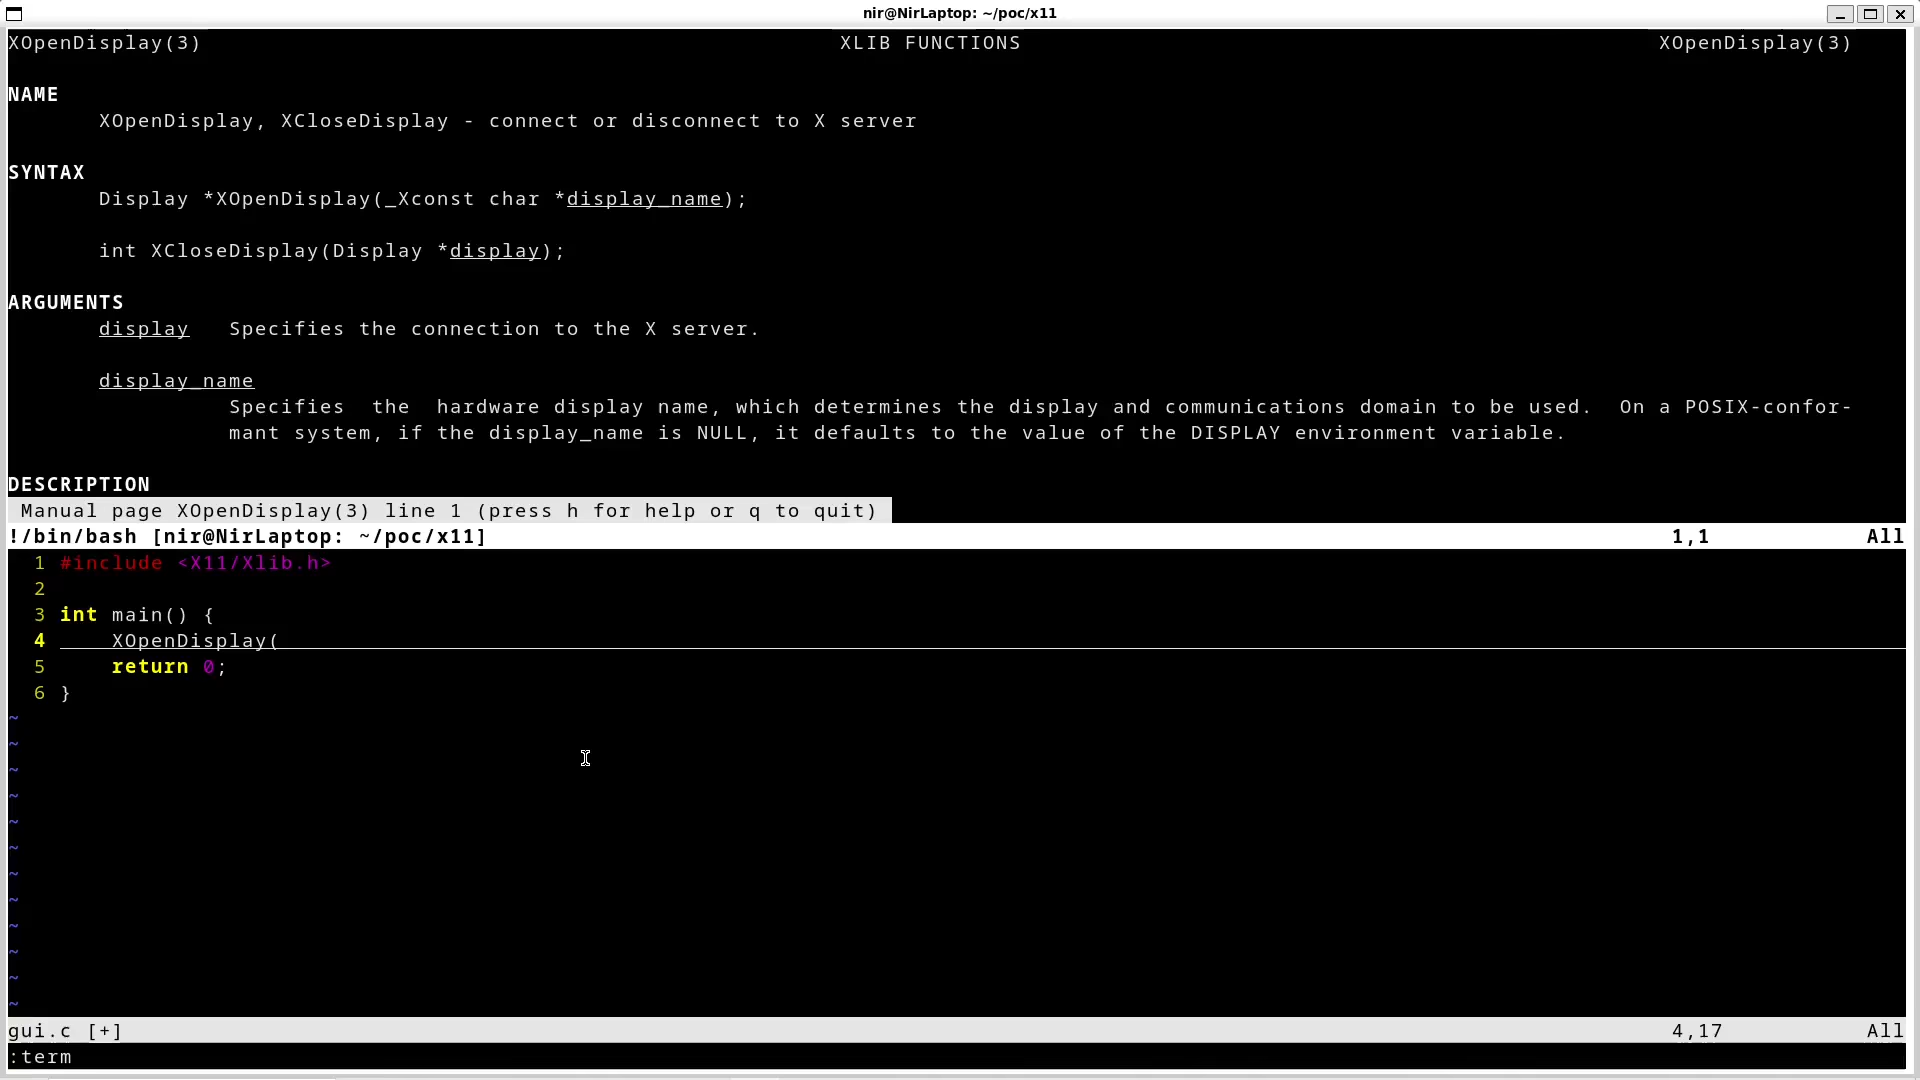 nir@NirLaptop: ~/poc/x11
XOpenDisplay(3) XLIB FUNCTIONS XOpenDisplay(3)
NAME
XOpenDisplay, XCloseDisplay - connect or disconnect to X server
SYNTAX
Display *XOpenDisplay(_Xconst char *display_name);
int XCloseDisplay(Display *display);
ARGUMENTS
display Specifies the connection to the X server.
display_name
Specifies the hardware display name, which determines the display and communications domain to be used. On a POSIX-confor-
mant system, if the display_name is NULL, it defaults to the value of the DISPLAY environment variable.
DESCRIPTION
Manual page XOpenDisplay(3) line 1 (press h for help or q to quit)
!/bin/bash [nir@NirLaptop: ~/poc/x11] 1,1 All
1 #include <X11/Xlib.h>
2
3 int main() {
4 XOpenDisplay(
5 return 0;
6 }
~
~
~
~
~
~
~
~
~
~
~
~
gui.c [+] 4,17 All
:term